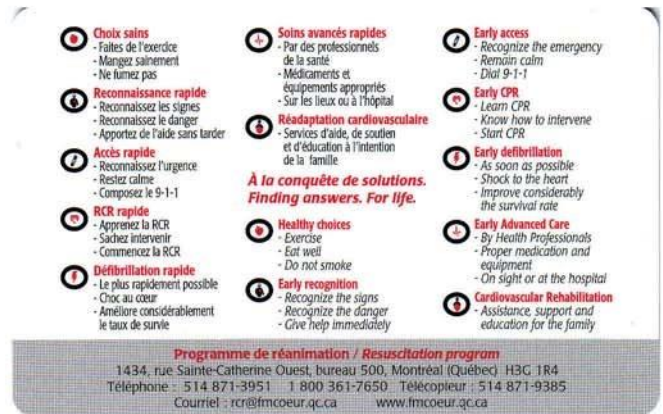 Choix sains
- Faites de l'exercice
- Mangez sainement
- Ne fumez pas
Reconnaissance rapide
- Reconnaissez les signes
- Reconnaissez le danger
- Apportez de l'aide sans tarder
Accès rapide
- Reconnaissez l'urgence
- Restez calme
- Composez le 9-1-1
RCR rapide
- Apprenez la RCR
- Sachez intervenir
- Commencez la RCR
Défibrillation rapide
- Le plus rapidement possible
- Choc au cœur
- Améliore considérablement
le taux de survie
Soins avancés rapides
- Par des professionnels
de la santé
- Médicaments et
équipements appropriés
- Sur les lieux ou à l'hôpital
Réadaptation cardiovasculaire
- Services d'aide, de soutien
et d'éducation à l'intention
de la famille
À la conquête de solutions.
Finding answers. For life.
Healthy choices
- Exercise
- Eat well
- Do not smoke
Early recognition
- Recognize the signs
- Recognize the danger
- Give help immediately
Early access
- Recognize the emergency
- Remain calm
- Dial 9-1-1
Early CPR
- Learn CPR
- Know how to intervene
- Start CPR
Early defibrillation
- As soon as possible
- Shock to the heart
- Improve considerably
the survival rate
Early Advanced Care
- By Health Professionals
- Proper medication and
equipment
- On sight or at the hospital
Cardiovascular Rehabilitation
- Assistance, support and
education for the family
Programme de réanimation / Resuscitation program
1434, rue Sainte-Catherine Ouest, bureau 500, Montréal (Québec) H3G 1R4
Téléphone : 514 871-3951 1 800 361-7650 Télécopieur : 514 871-9385
Courriel : rcr@fmcoeur.qc.ca www.fmcoeur.qc.ca